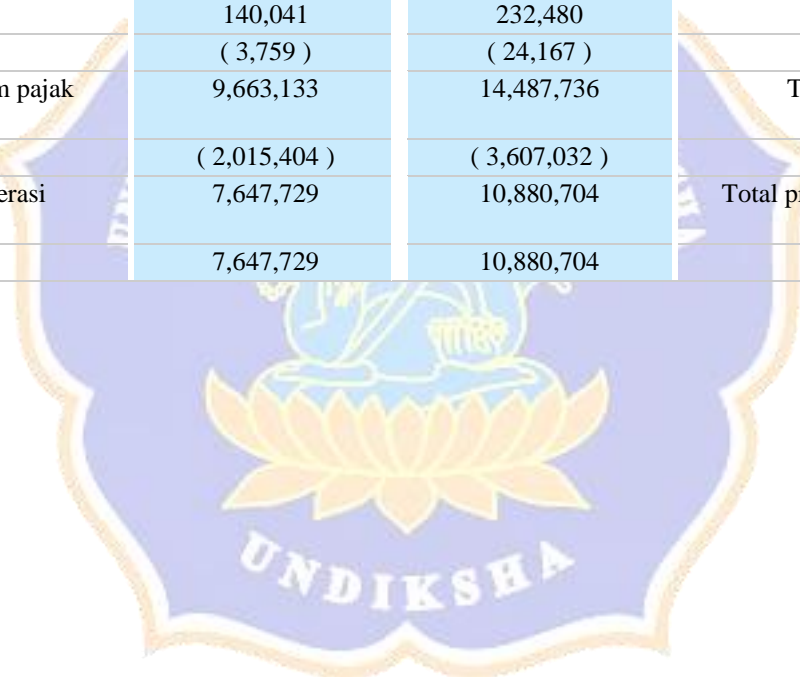 140,041 232,480
( 3,759 ) ( 24,167 )
pajak 9,663,133 14,487,736
( 2,015,404 ) ( 3,607,032 )
7,647,729 10,880,704 Total
7,647,729 10,880,704
UNDIKSHA